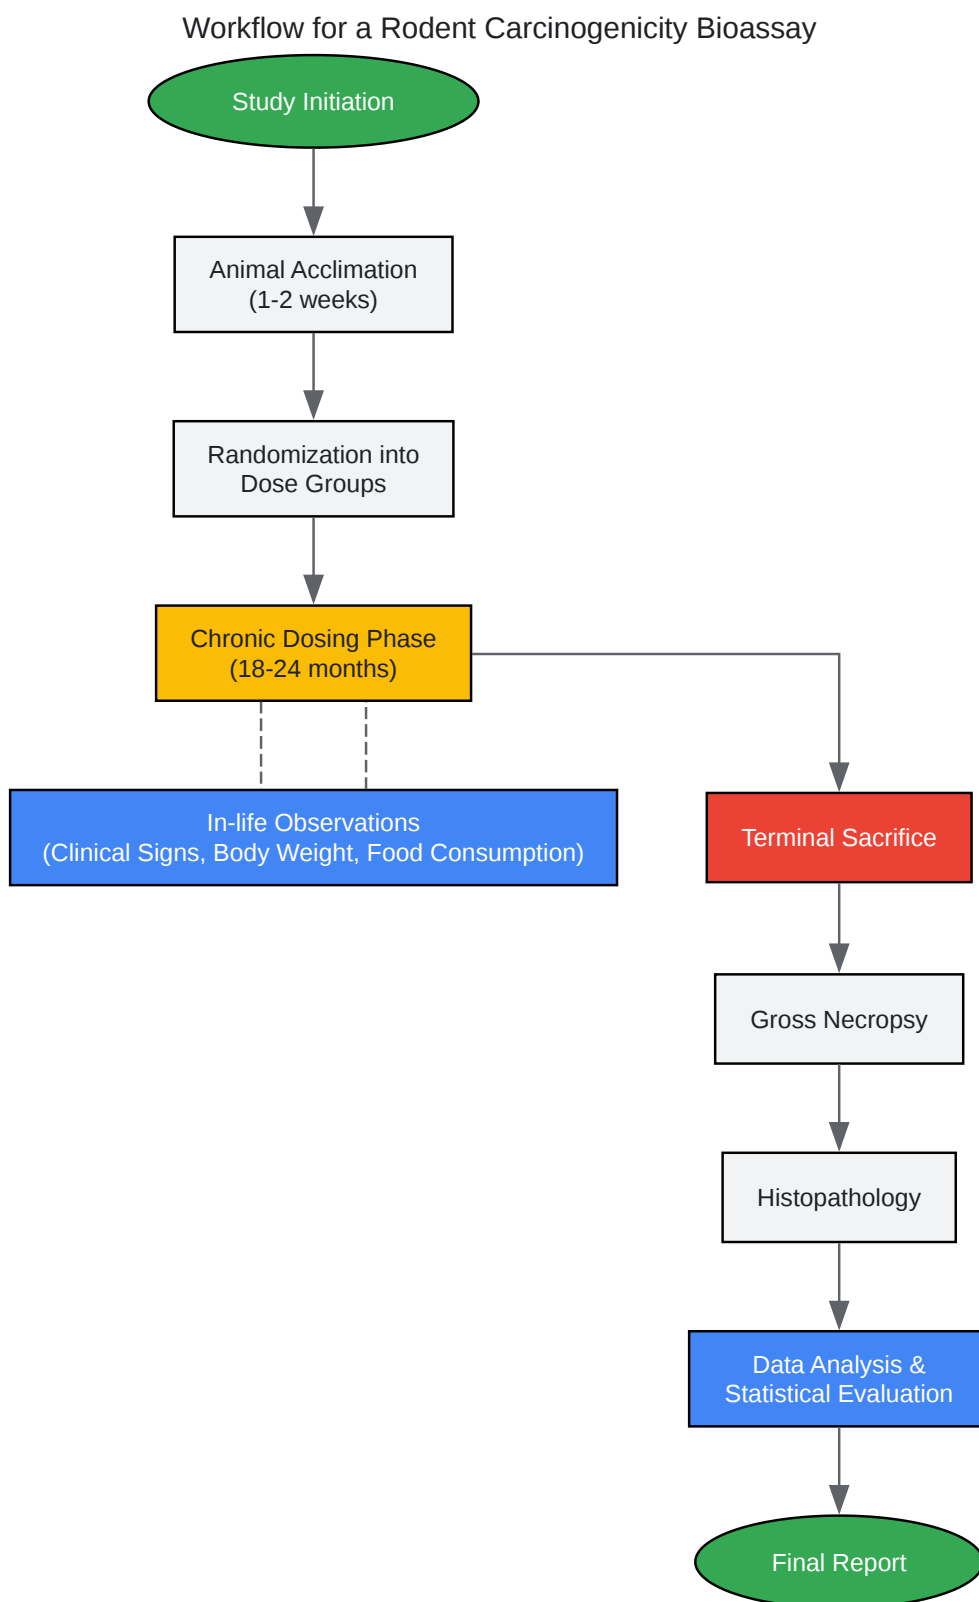 Workflow for a Rodent Carcinogenicity Bioassay
Study Initiation
Animal Acclimation
(1-2 weeks)
Randomization into
Dose Groups
Chronic Dosing Phase
(18-24 months)
In-life Observations
(Clinical Signs, Body Weight, Food Consumption)
Terminal Sacrifice
Gross Necropsy
Histopathology
Data Analysis &
Statistical Evaluation
Final Report